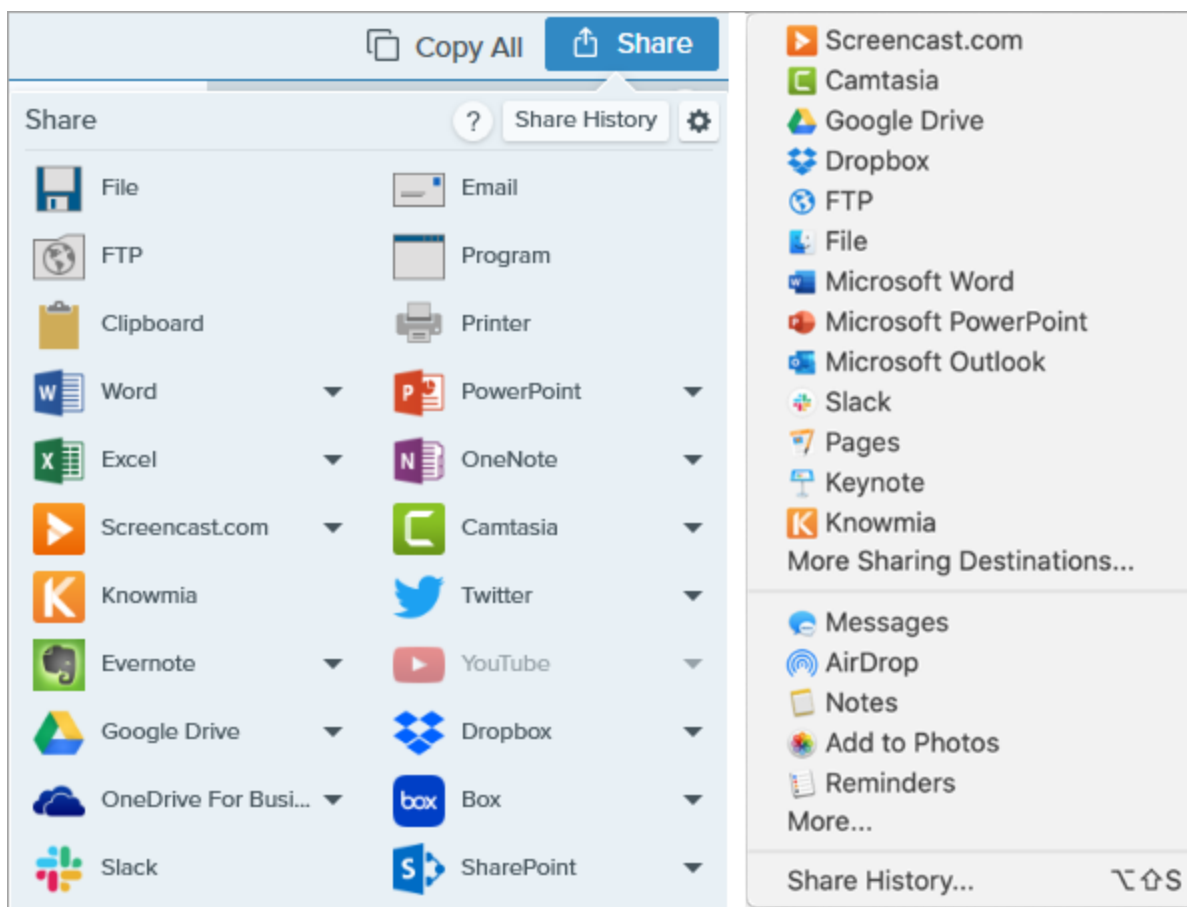 Copy All
Share
Share
?
Share History
File
Email
FTP
Program
Clipboard
Printer
Word
PowerPoint
Excel
OneNote
Screencast.com
Camtasia
Knowmia
Twitter
Evernote
YouTube
Google Drive
Dropbox
OneDrive For Busi...
box
Box
Slack
SharePoint
Screencast.com
Camtasia
Google Drive
Dropbox
FTP
File
Microsoft Word
Microsoft PowerPoint
Microsoft Outlook
Slack
Pages
Keynote
Knowmia
More Sharing Destinations...
Messages
AirDrop
Notes
Add to Photos
Reminders
More...
Share History... ⌥⇧S